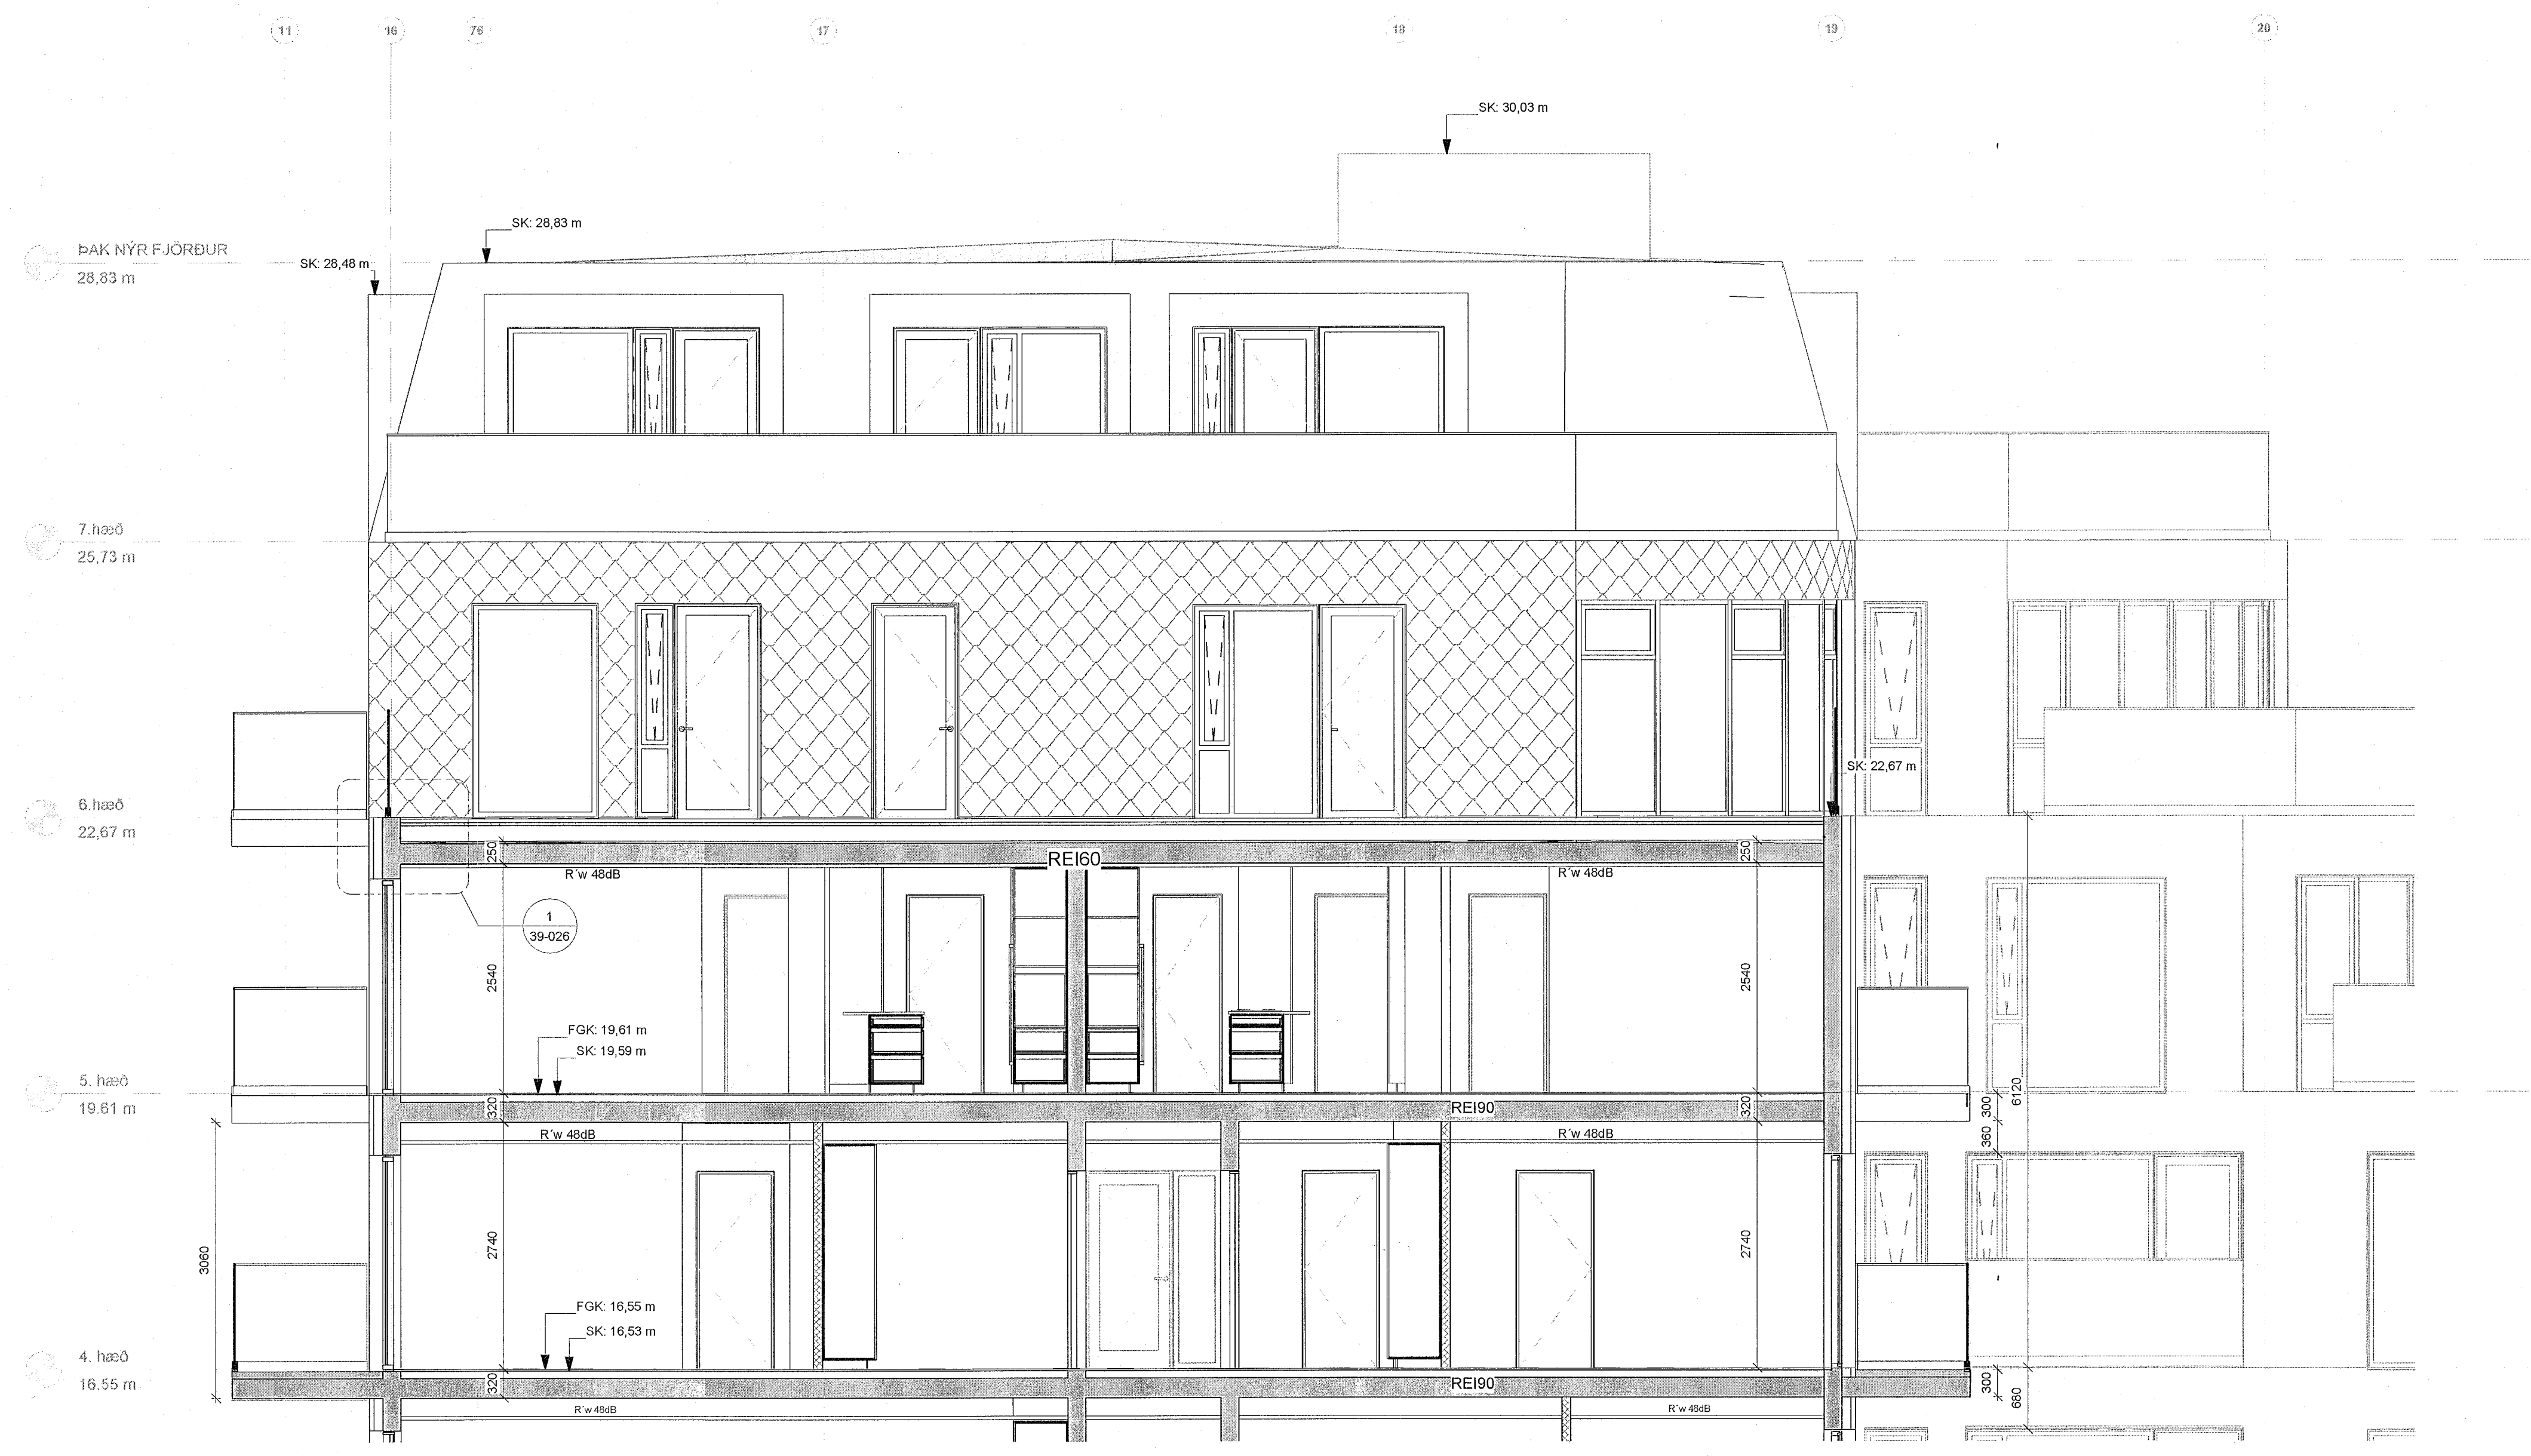 11
16
76
17
18
19
20
SK: 30,03 m
SK: 28,83 m
ÞAK NÝR FJÖRÐUR
28,83 m
SK: 28,48 m
7.hæð
25,73 m
SK: 22,67 m
6.hæð
22,67 m
250
REI60
250
R´w 48dB
R´w 48dB
1
39-026
2540
2540
FGK: 19,61 m
SK: 19,59 m
5. hæð
19.61 m
6120
320
REI90
320
300
R´w 48dB
R´w 48dB
360
3060
2740
2740
FGK: 16,55 m
SK: 16,53 m
4. hæð
16,55 m
320
REI90
300
680
R´w 48dB
R´w 48dB